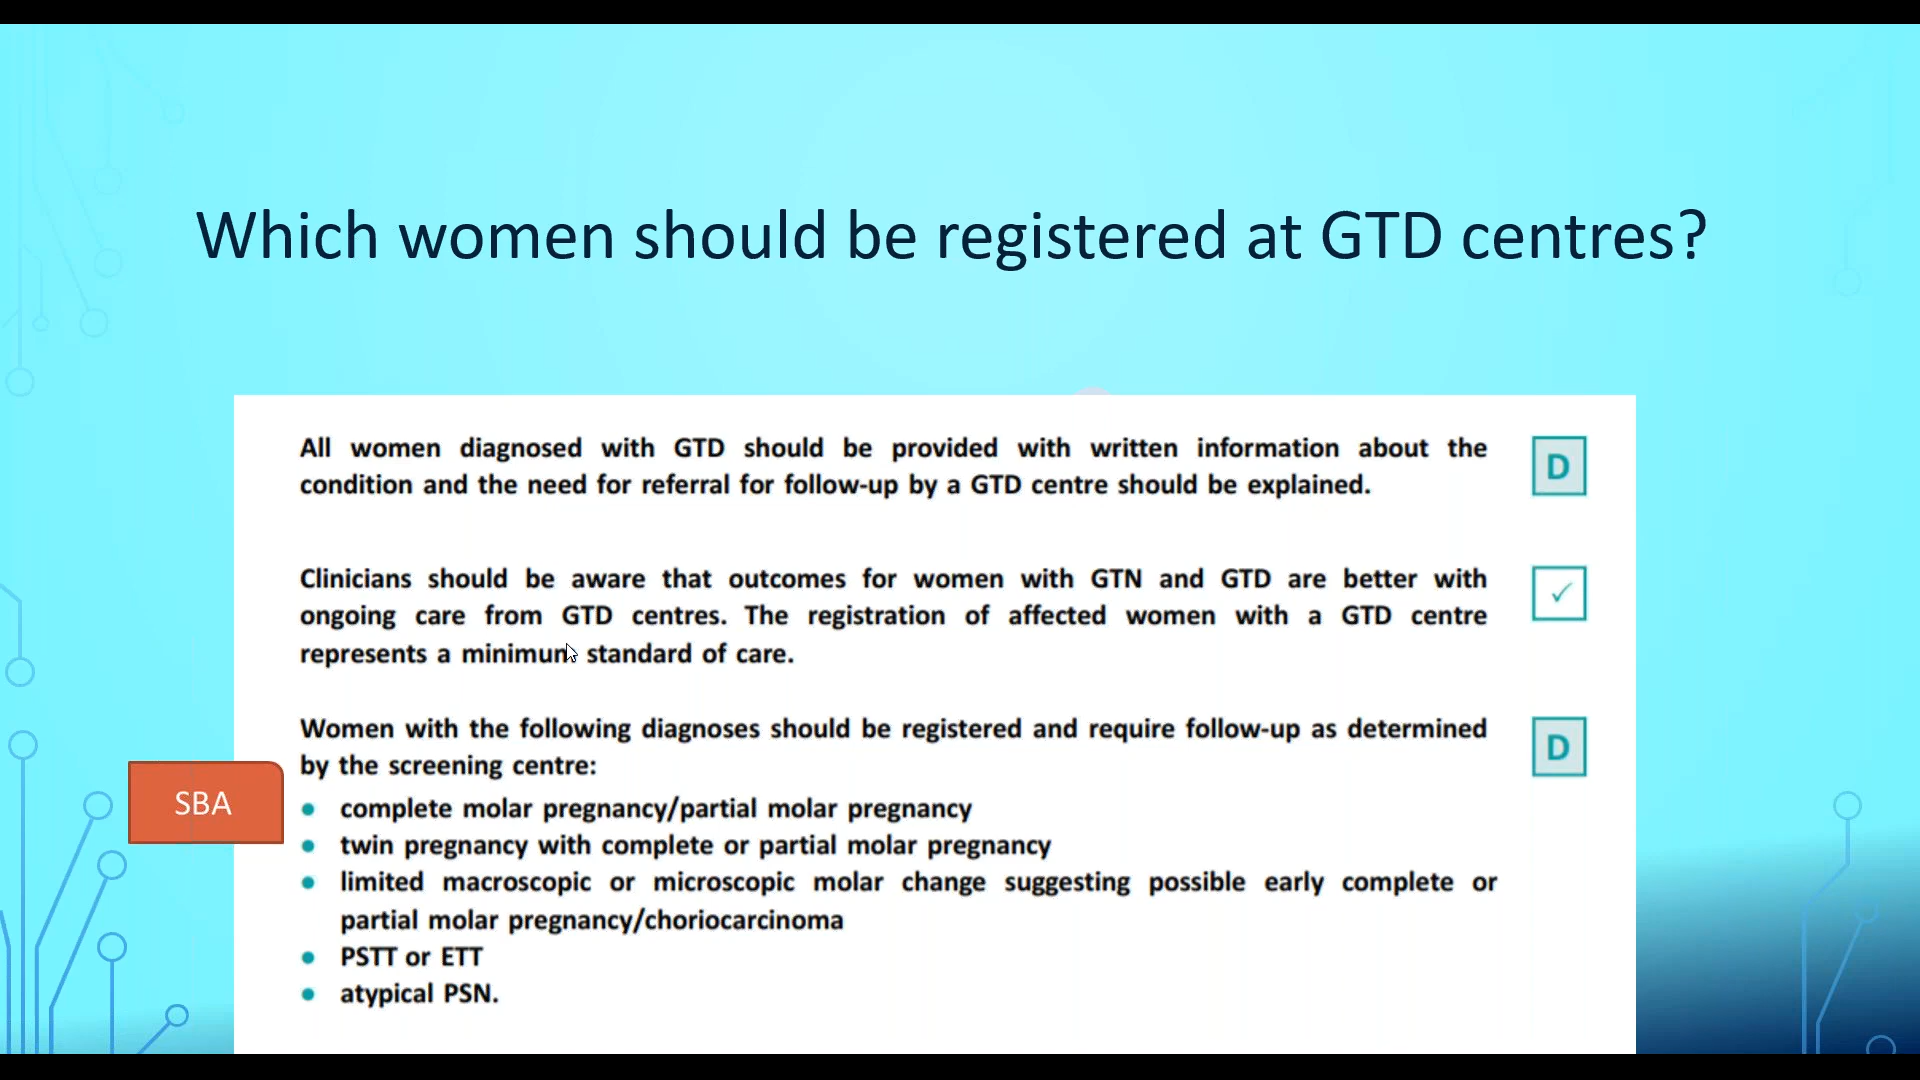 Which women should be registered at GTD centres?
All women diagnosed with GTD should be provided with written information about the
condition and the need for referral for follow-up by a GTD centre should be explained.
D
Clinicians should be aware that outcomes for women with GTN and GTD are better with
ongoing care from GTD centres. The registration of affected women with a GTD centre
represents a minimum standard of care.
✓
Women with the following diagnoses should be registered and require follow-up as determined
by the screening centre:
D
SBA
• complete molar pregnancy/partial molar pregnancy
• twin pregnancy with complete or partial molar pregnancy
• limited macroscopic or microscopic molar change suggesting possible early complete or
partial molar pregnancy/choriocarcinoma
• PSTT or ETT
• atypical PSN.